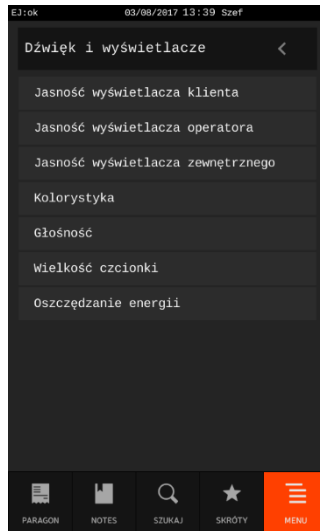 EJ:ok 03/08/2017 13:39 Szef
Dźwięk i wyświetlacze
Jasność wyświetlacza klienta
Jasność wyświetlacza operatora
Jasność wyświetlacza zewnętrznego
Kolorystyka
Głośność
Wielkość czcionki
Oszczędzanie energii
PARAGON NOTES SZUKAJ SKRÓTY MENU